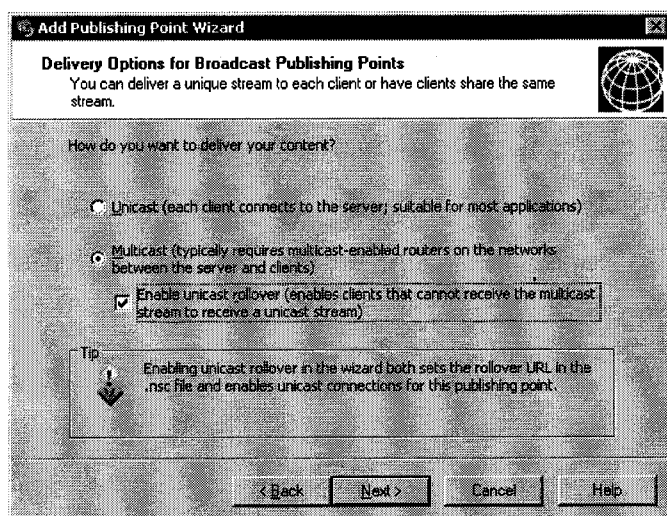 Add Publishing Point Wizard
Delivery Options for Broadcast Publishing Points
You can deliver a unique stream to each client or have clients share the same
stream.
How do you want to deliver your content?
Unicast (each client connects to the server; suitable for most applications)
Multicast (typically requires multicast-enabled routers on the networks
between the server and clients)
Enable unicast rollover (enables clients that cannot receive the multicast
stream to receive a unicast stream)
Tip
Enabling unicast rollover in the wizard both sets the rollover URL in the
.nsc file and enables unicast connections for this publishing point.
< Back Next > Cancel Help